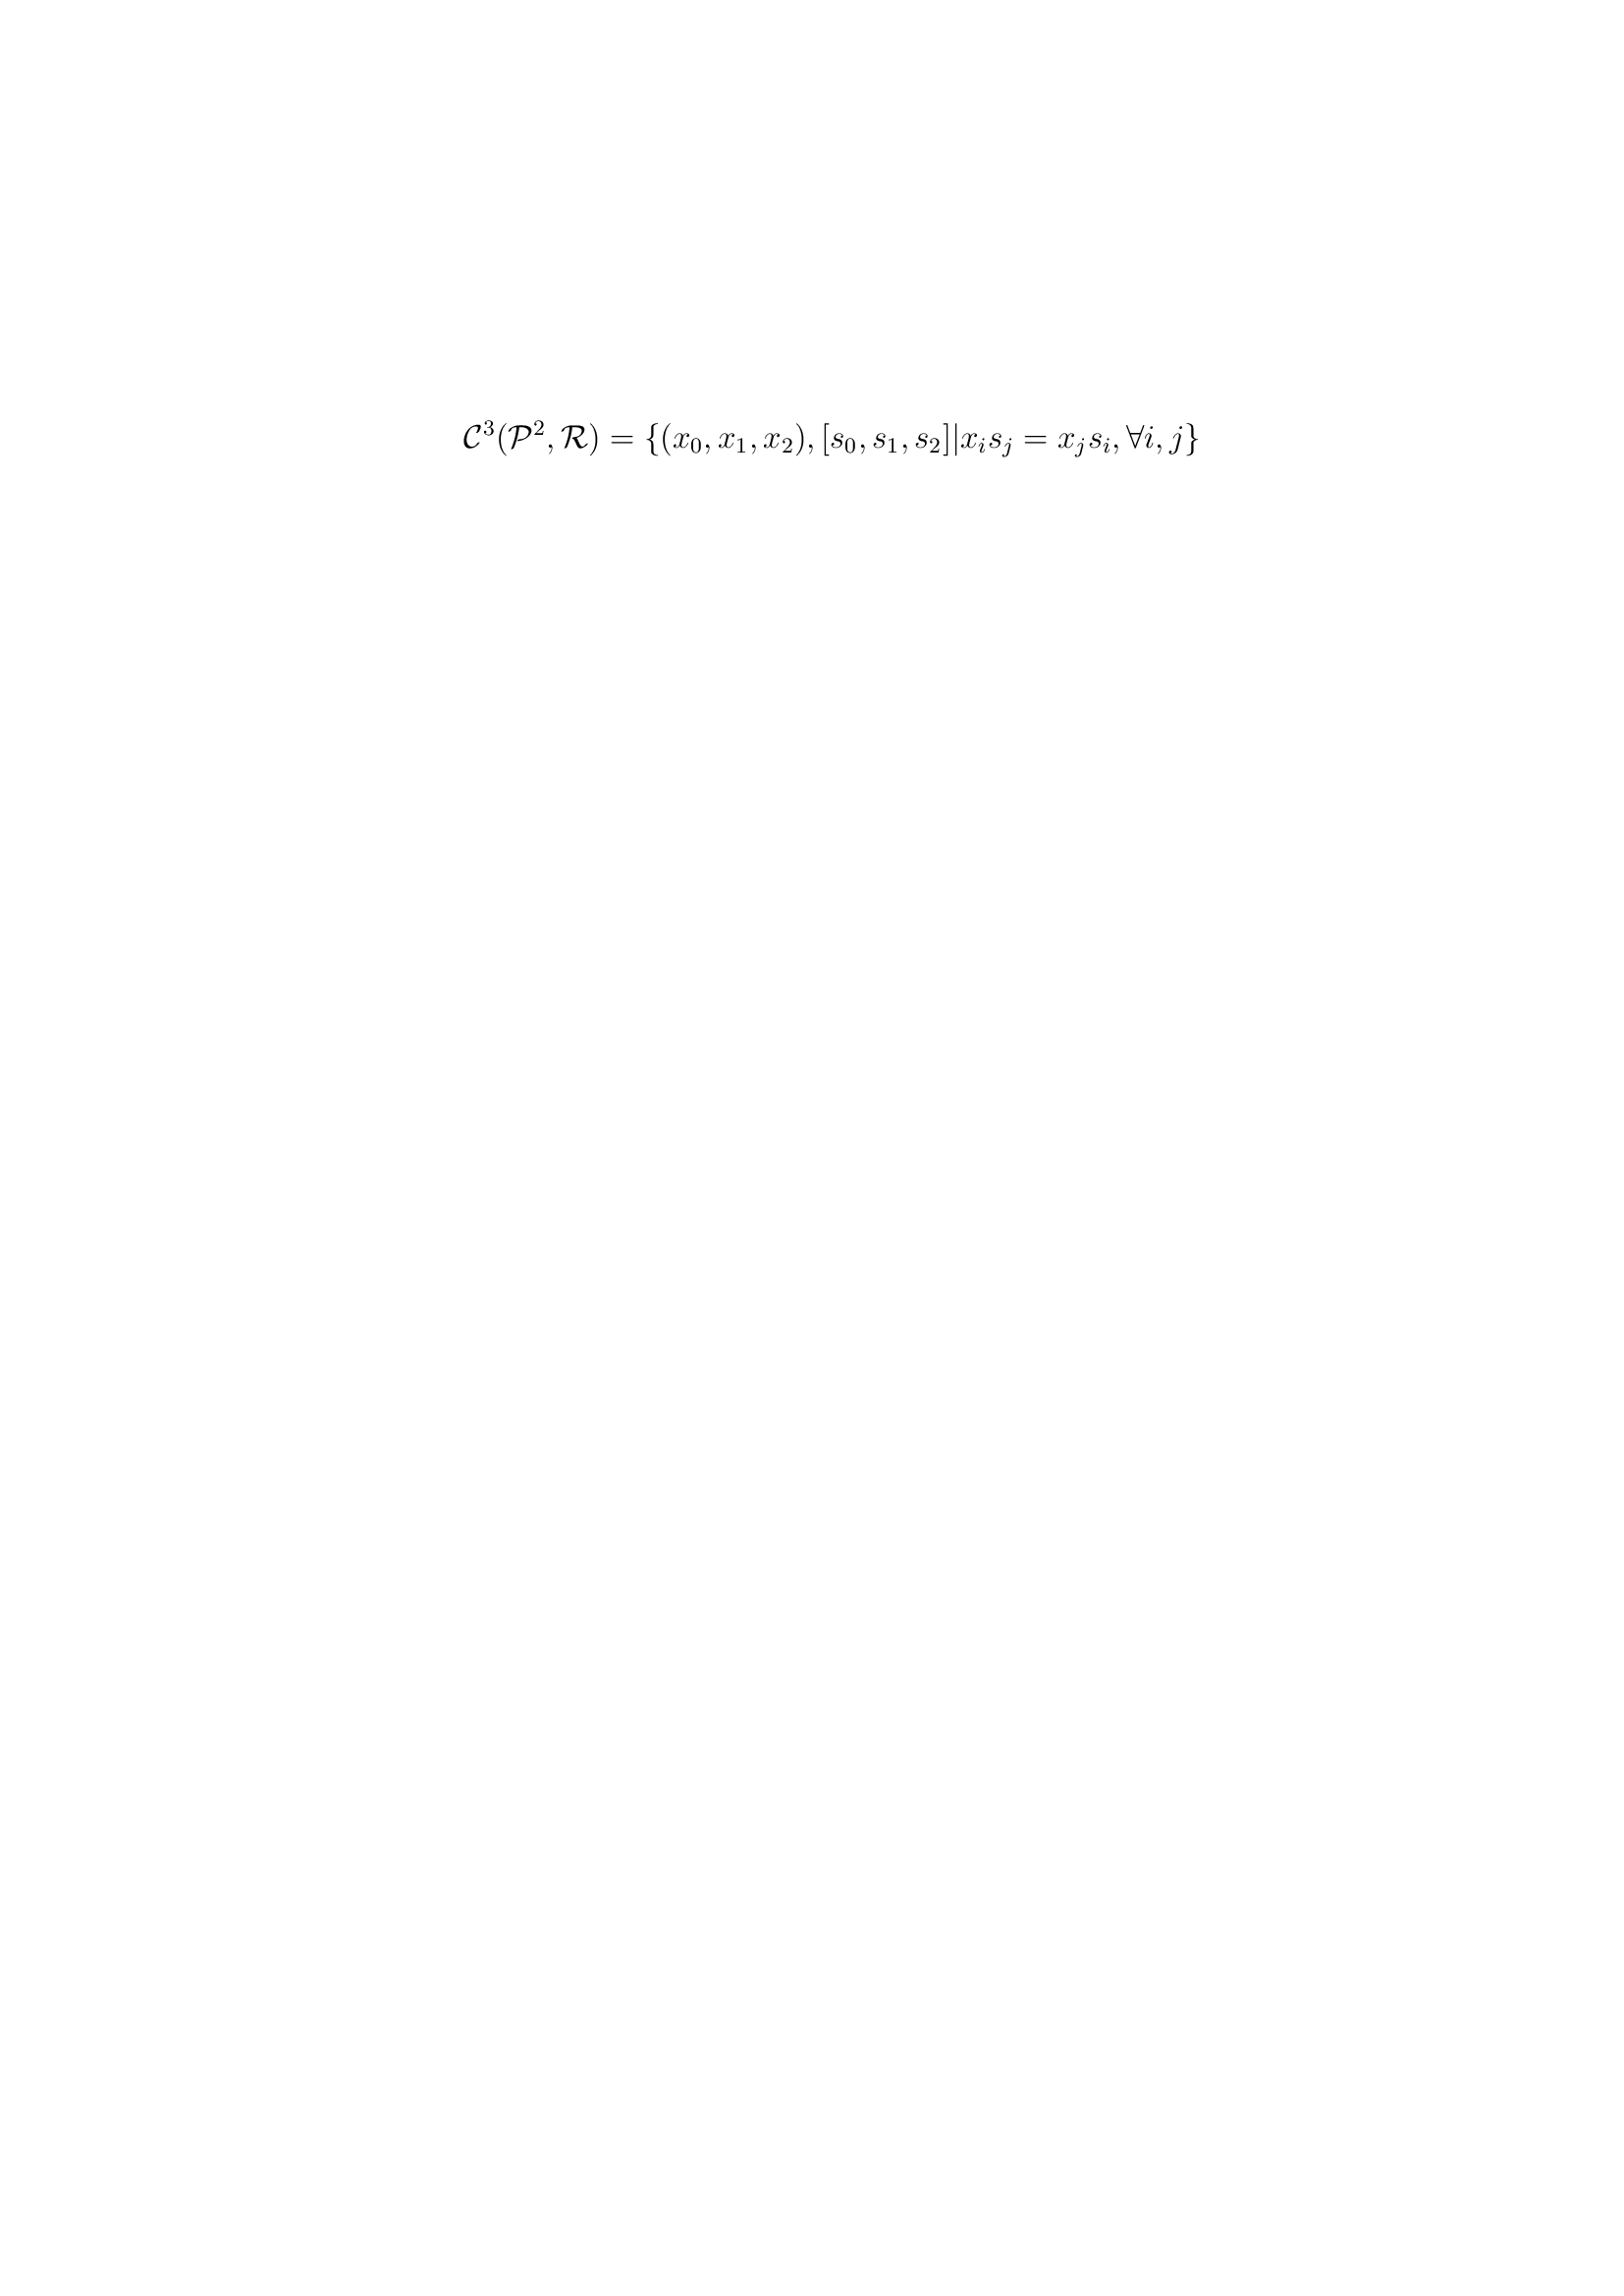 $\mathcal{C}^3(\mathcal{P}^2, \mathcal{R}) = \{(x_0, x_1, x_2), [s_0, s_1, s_2] | x_i s_j = x_j s_i, \forall i, j\}$